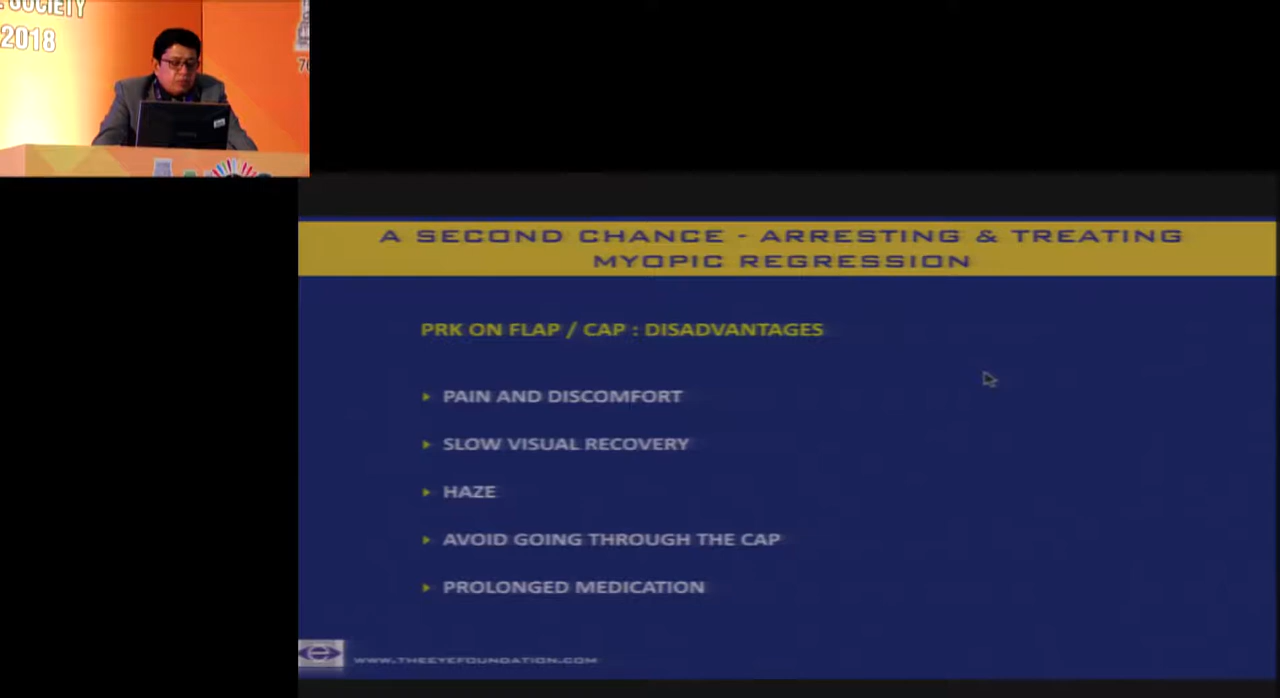 SOCIETY
2018
A SECOND CHANCE - ARRESTING & TREATING
MYOPIC REGRESSION
PRK ON FLAP / CAP : DISADVANTAGES
PAIN AND DISCOMFORT
SLOW VISUAL RECOVERY
HAZE
AVOID GOING THROUGH THE CAP
PROLONGED MEDICATION
e
WWW.THEEYEFOUNDATION.COM